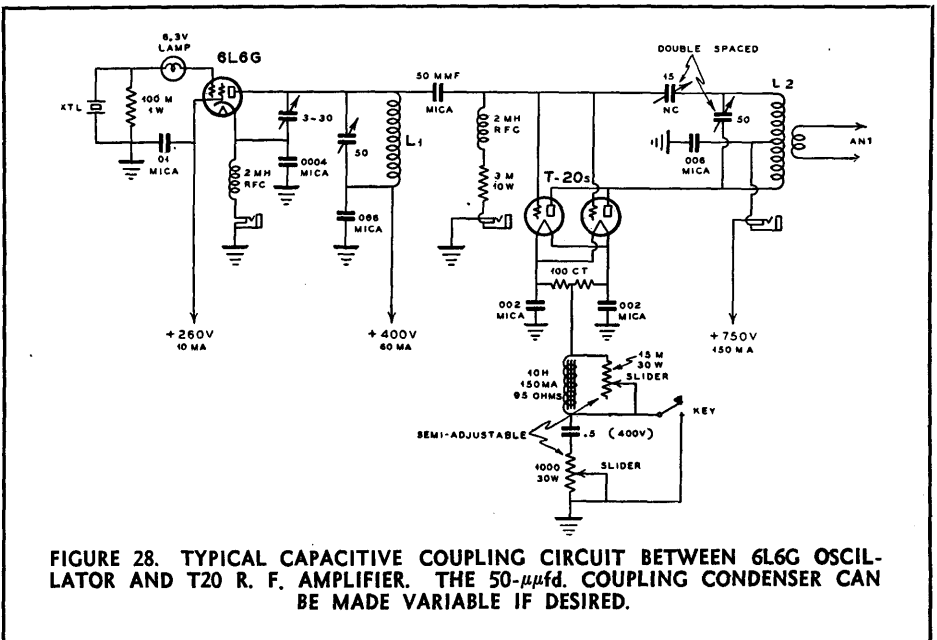 6.3V
LAMP
6L6G
XTL
100 M
1W
.01
MICA
2 MH
RFC
3-30
.0004
MICA
50
L1
.006
MICA
50 MMF
MICA
2 MH
RFC
3 M
10W
DOUBLE SPACED
15
NC
L2
50
.006
MICA
ANT
T-20s
100 CT
.002
MICA
.002
MICA
+260V
10 MA
+400V
60 MA
+750V
150 MA
10H
150MA
95 OHMS
15 M
30W
SLIDER
KEY
SEMI-ADJUSTABLE
.5 (400V)
1000
30W
SLIDER
FIGURE 28. TYPICAL CAPACITIVE COUPLING CIRCUIT BETWEEN 6L6G OSCIL-
LATOR AND T20 R. F. AMPLIFIER. THE 50-μμfd. COUPLING CONDENSER CAN
BE MADE VARIABLE IF DESIRED.